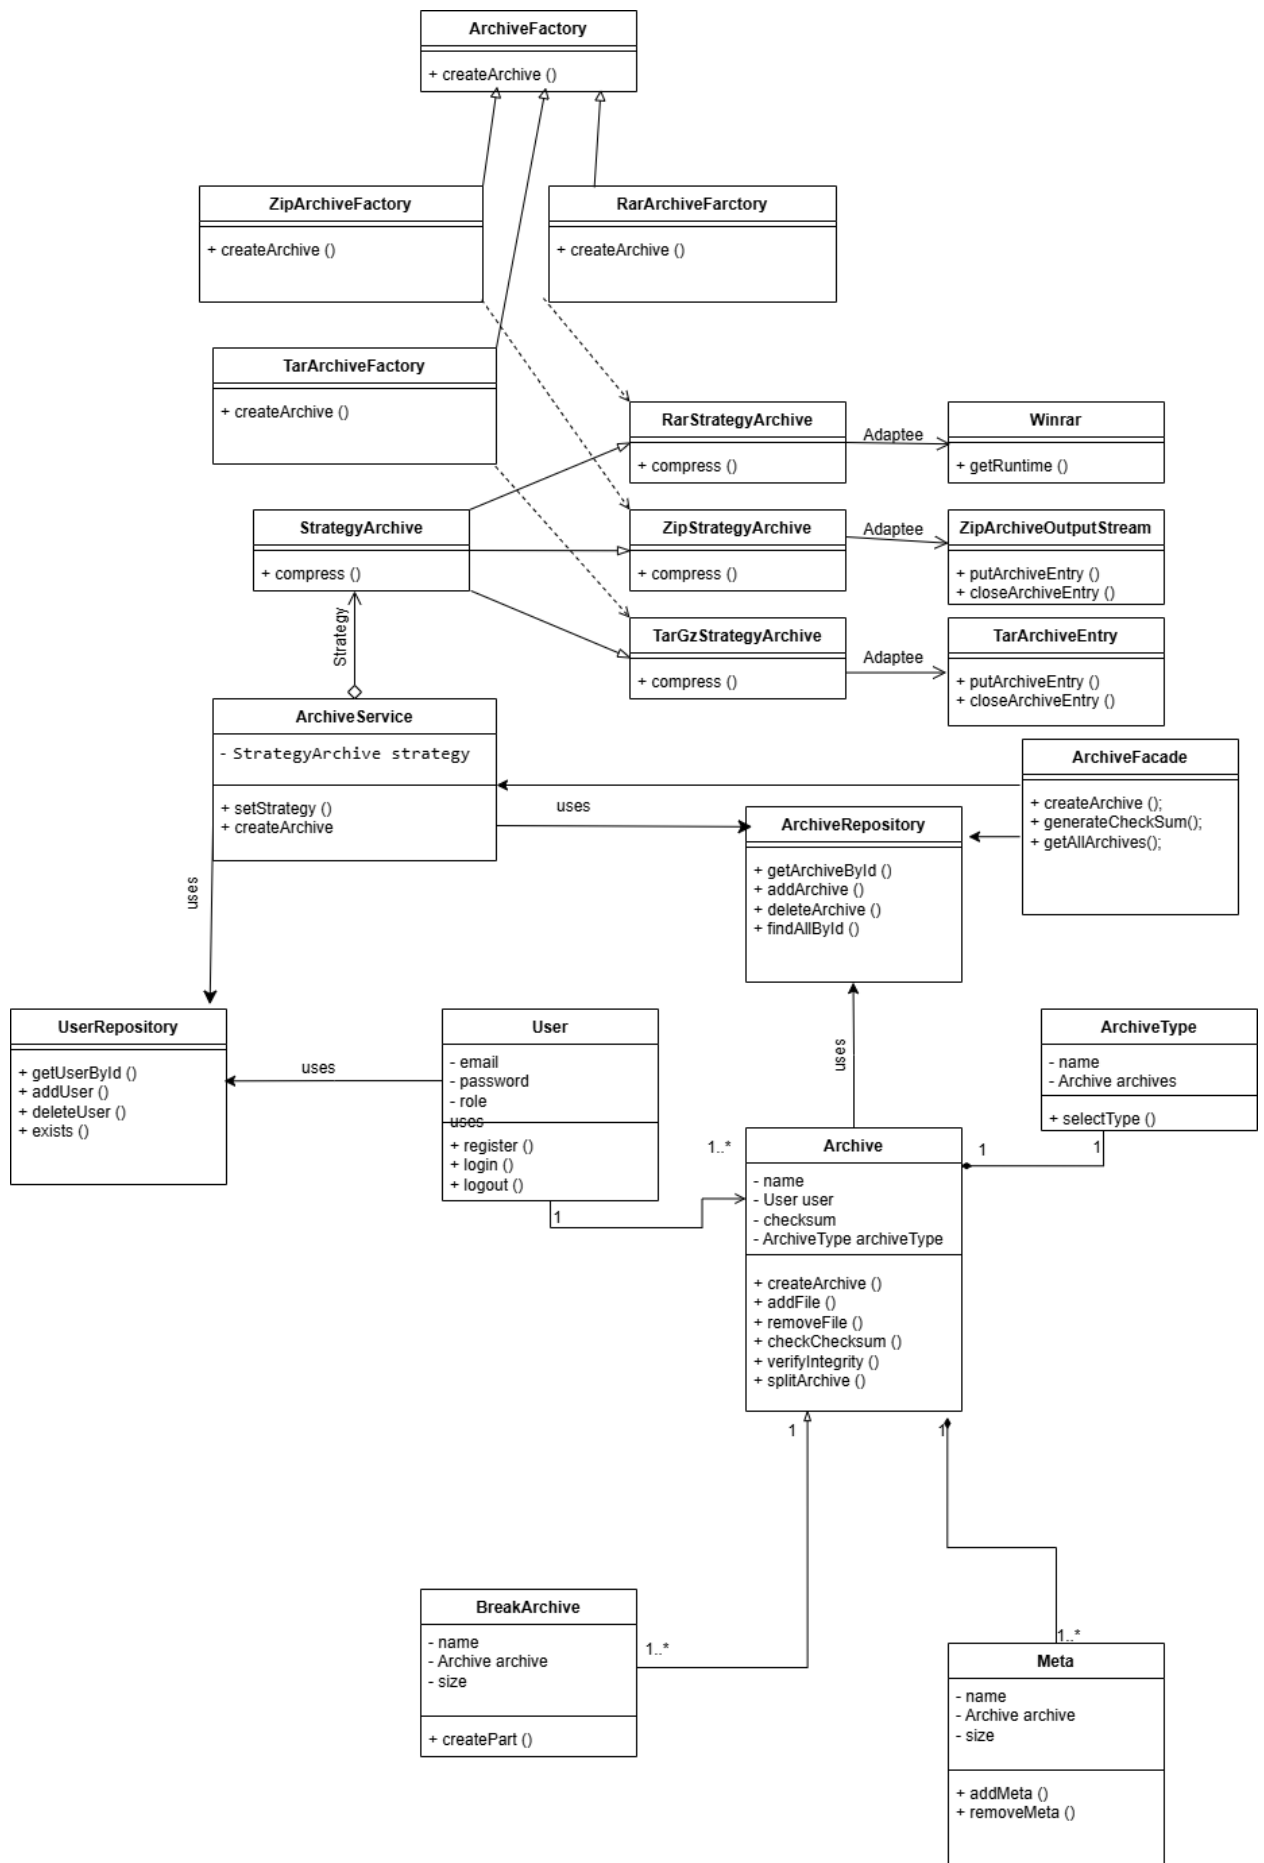 ArchiveFactory
+ createArchive ()
ZipArchiveFactory
+ createArchive ()
RarArchiveFarctory
+ createArchive ()
TarArchiveFactory
+ createArchive ()
RarStrategyArchive
+ compress ()
Adaptee
Winrar
+ getRuntime ()
StrategyArchive
+ compress ()
ZipStrategyArchive
+ compress ()
Adaptee
ZipArchiveOutputStream
+ putArchiveEntry ()
+ closeArchiveEntry ()
TarGzStrategyArchive
+ compress ()
Adaptee
TarArchiveEntry
+ putArchiveEntry ()
+ closeArchiveEntry ()
Strategy
ArchiveService
- StrategyArchive strategy
+ setStrategy ()
+ createArchive
uses
ArchiveFacade
+ createArchive ();
+ generateCheckSum();
+ getAllArchives();
ArchiveRepository
+ getArchiveById ()
+ addArchive ()
+ deleteArchive ()
+ findAllById ()
uses
UserRepository
+ getUserById ()
+ addUser ()
+ deleteUser ()
+ exists ()
uses
User
- email
- password
- role
uses
+ register ()
+ login ()
+ logout ()
1
1..*
uses
ArchiveType
- name
- Archive archives
+ selectType ()
1
1
Archive
- name
- User user
- checksum
- ArchiveType archiveType
+ createArchive ()
+ addFile ()
+ removeFile ()
+ checkChecksum ()
+ verifyIntegrity ()
+ splitArchive ()
1
1
BreakArchive
- name
- Archive archive
- size
+ createPart ()
1..*
1..*
Meta
- name
- Archive archive
- size
+ addMeta ()
+ removeMeta ()